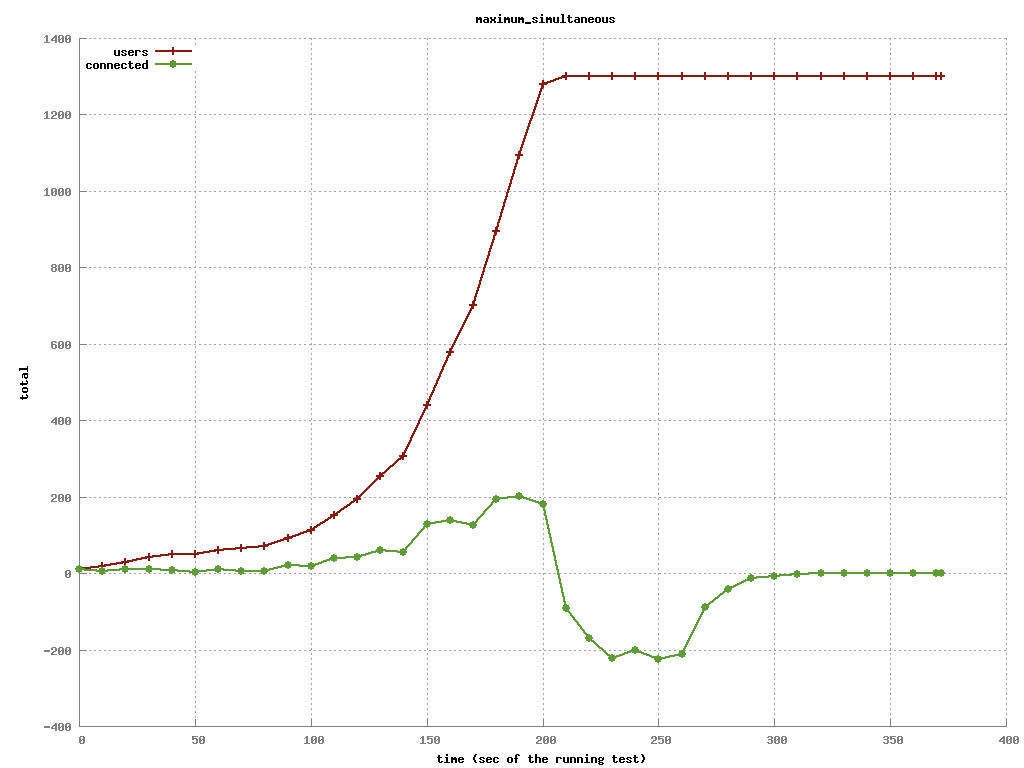 maximum_simultaneous
1400
users
connected
1200
1000
800
600
400
total
200
0
-200
-400
0 50 100 150 200 250 300 350 400
time (sec of the running test)